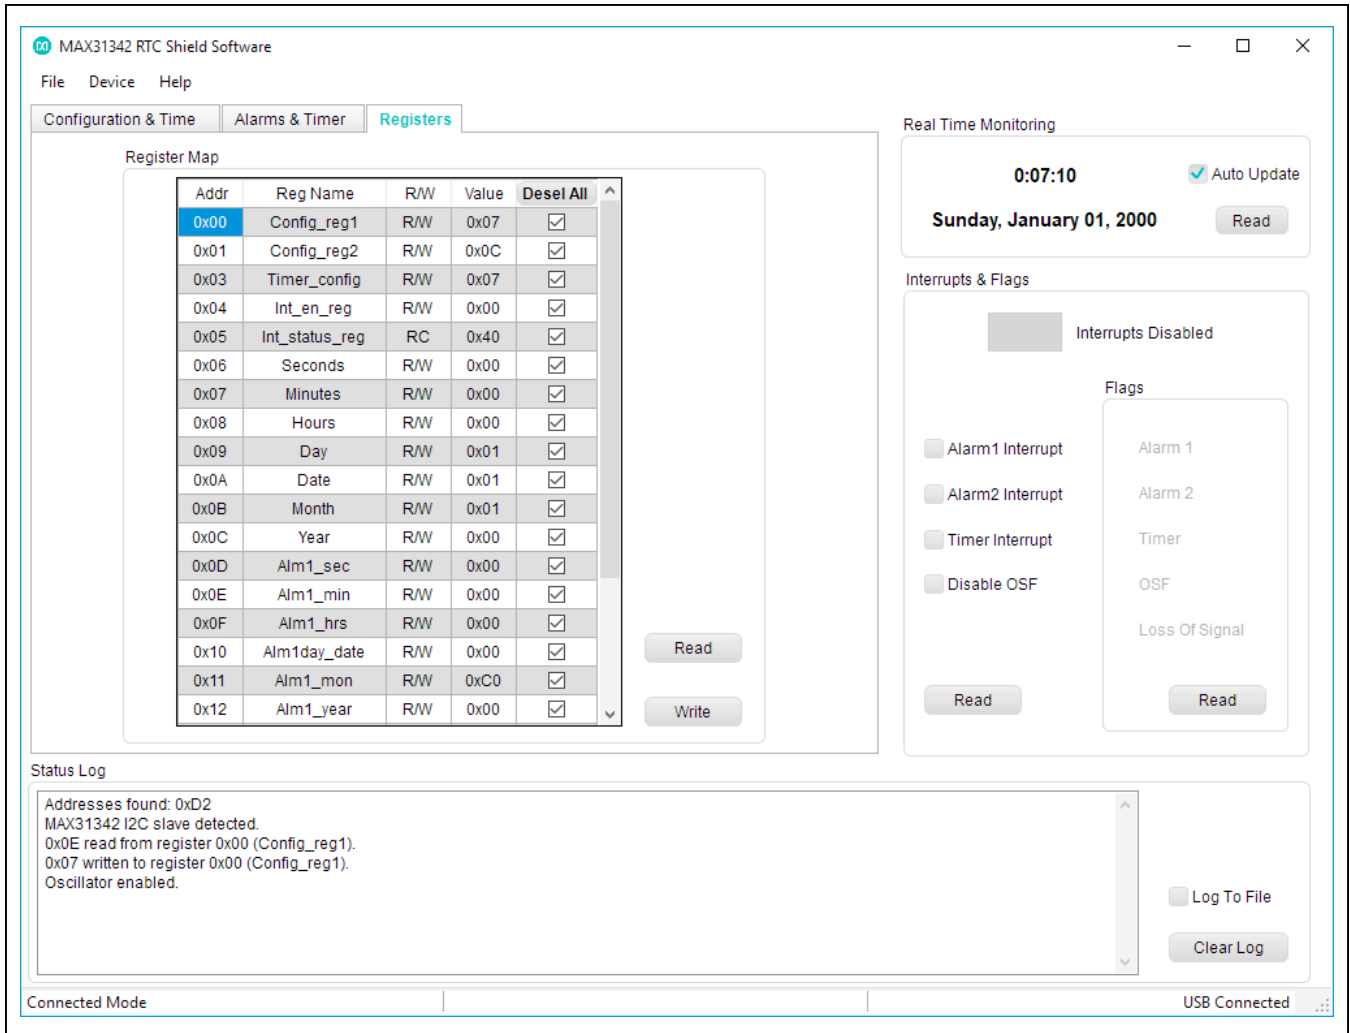 MAX31342 RTC Shield Software
File Device Help
Configuration & Time Alarms & Timer Registers
Register Map
Addr Reg Name R/W Value Desel All
0x00 Config_reg1 R/W 0x07
0x01 Config_reg2 R/W 0x0C
0x03 Timer_config R/W 0x07
0x04 Int_en_reg R/W 0x00
0x05 Int_status_reg RC 0x40
0x06 Seconds R/W 0x00
0x07 Minutes R/W 0x00
0x08 Hours R/W 0x00
0x09 Day R/W 0x01
0x0A Date R/W 0x01
0x0B Month R/W 0x01
0x0C Year R/W 0x00
0x0D Alm1_sec R/W 0x00
0x0E Alm1_min R/W 0x00
0x0F Alm1_hrs R/W 0x00
0x10 Alm1day_date R/W 0x00
0x11 Alm1_mon R/W 0xC0
0x12 Alm1_year R/W 0x00
Read
Write
Real Time Monitoring
0:07:10
Auto Update
Sunday, January 01, 2000
Read
Interrupts & Flags
Interrupts Disabled
Alarm1 Interrupt
Alarm2 Interrupt
Timer Interrupt
Disable OSF
Read
Flags
Alarm 1
Alarm 2
Timer
OSF
Loss Of Signal
Read
Status Log
Addresses found: 0xD2
MAX31342 I2C slave detected.
0x0E read from register 0x00 (Config_reg1).
0x07 written to register 0x00 (Config_reg1).
Oscillator enabled.
Log To File
Clear Log
Connected Mode
USB Connected